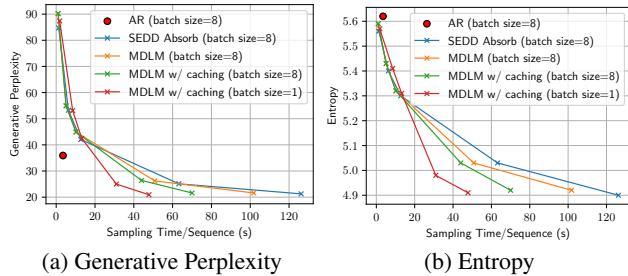 90
80
70
60
50
40
30
20
0
20
40
60
80
100
120
Generative Perplexity
Sampling Time/Sequence (s)
AR (batch size=8)
SEDD Absorb (batch size=8)
MDLM (batch size=8)
MDLM w/ caching (batch size=8)
MDLM w/ caching (batch size=1)
(a) Generative Perplexity
5.6
5.5
5.4
5.3
5.2
5.1
5.0
4.9
0
20
40
60
80
100
120
Entropy
Sampling Time/Sequence (s)
AR (batch size=8)
SEDD Absorb (batch size=8)
MDLM (batch size=8)
MDLM w/ caching (batch size=8)
MDLM w/ caching (batch size=1)
(b) Entropy